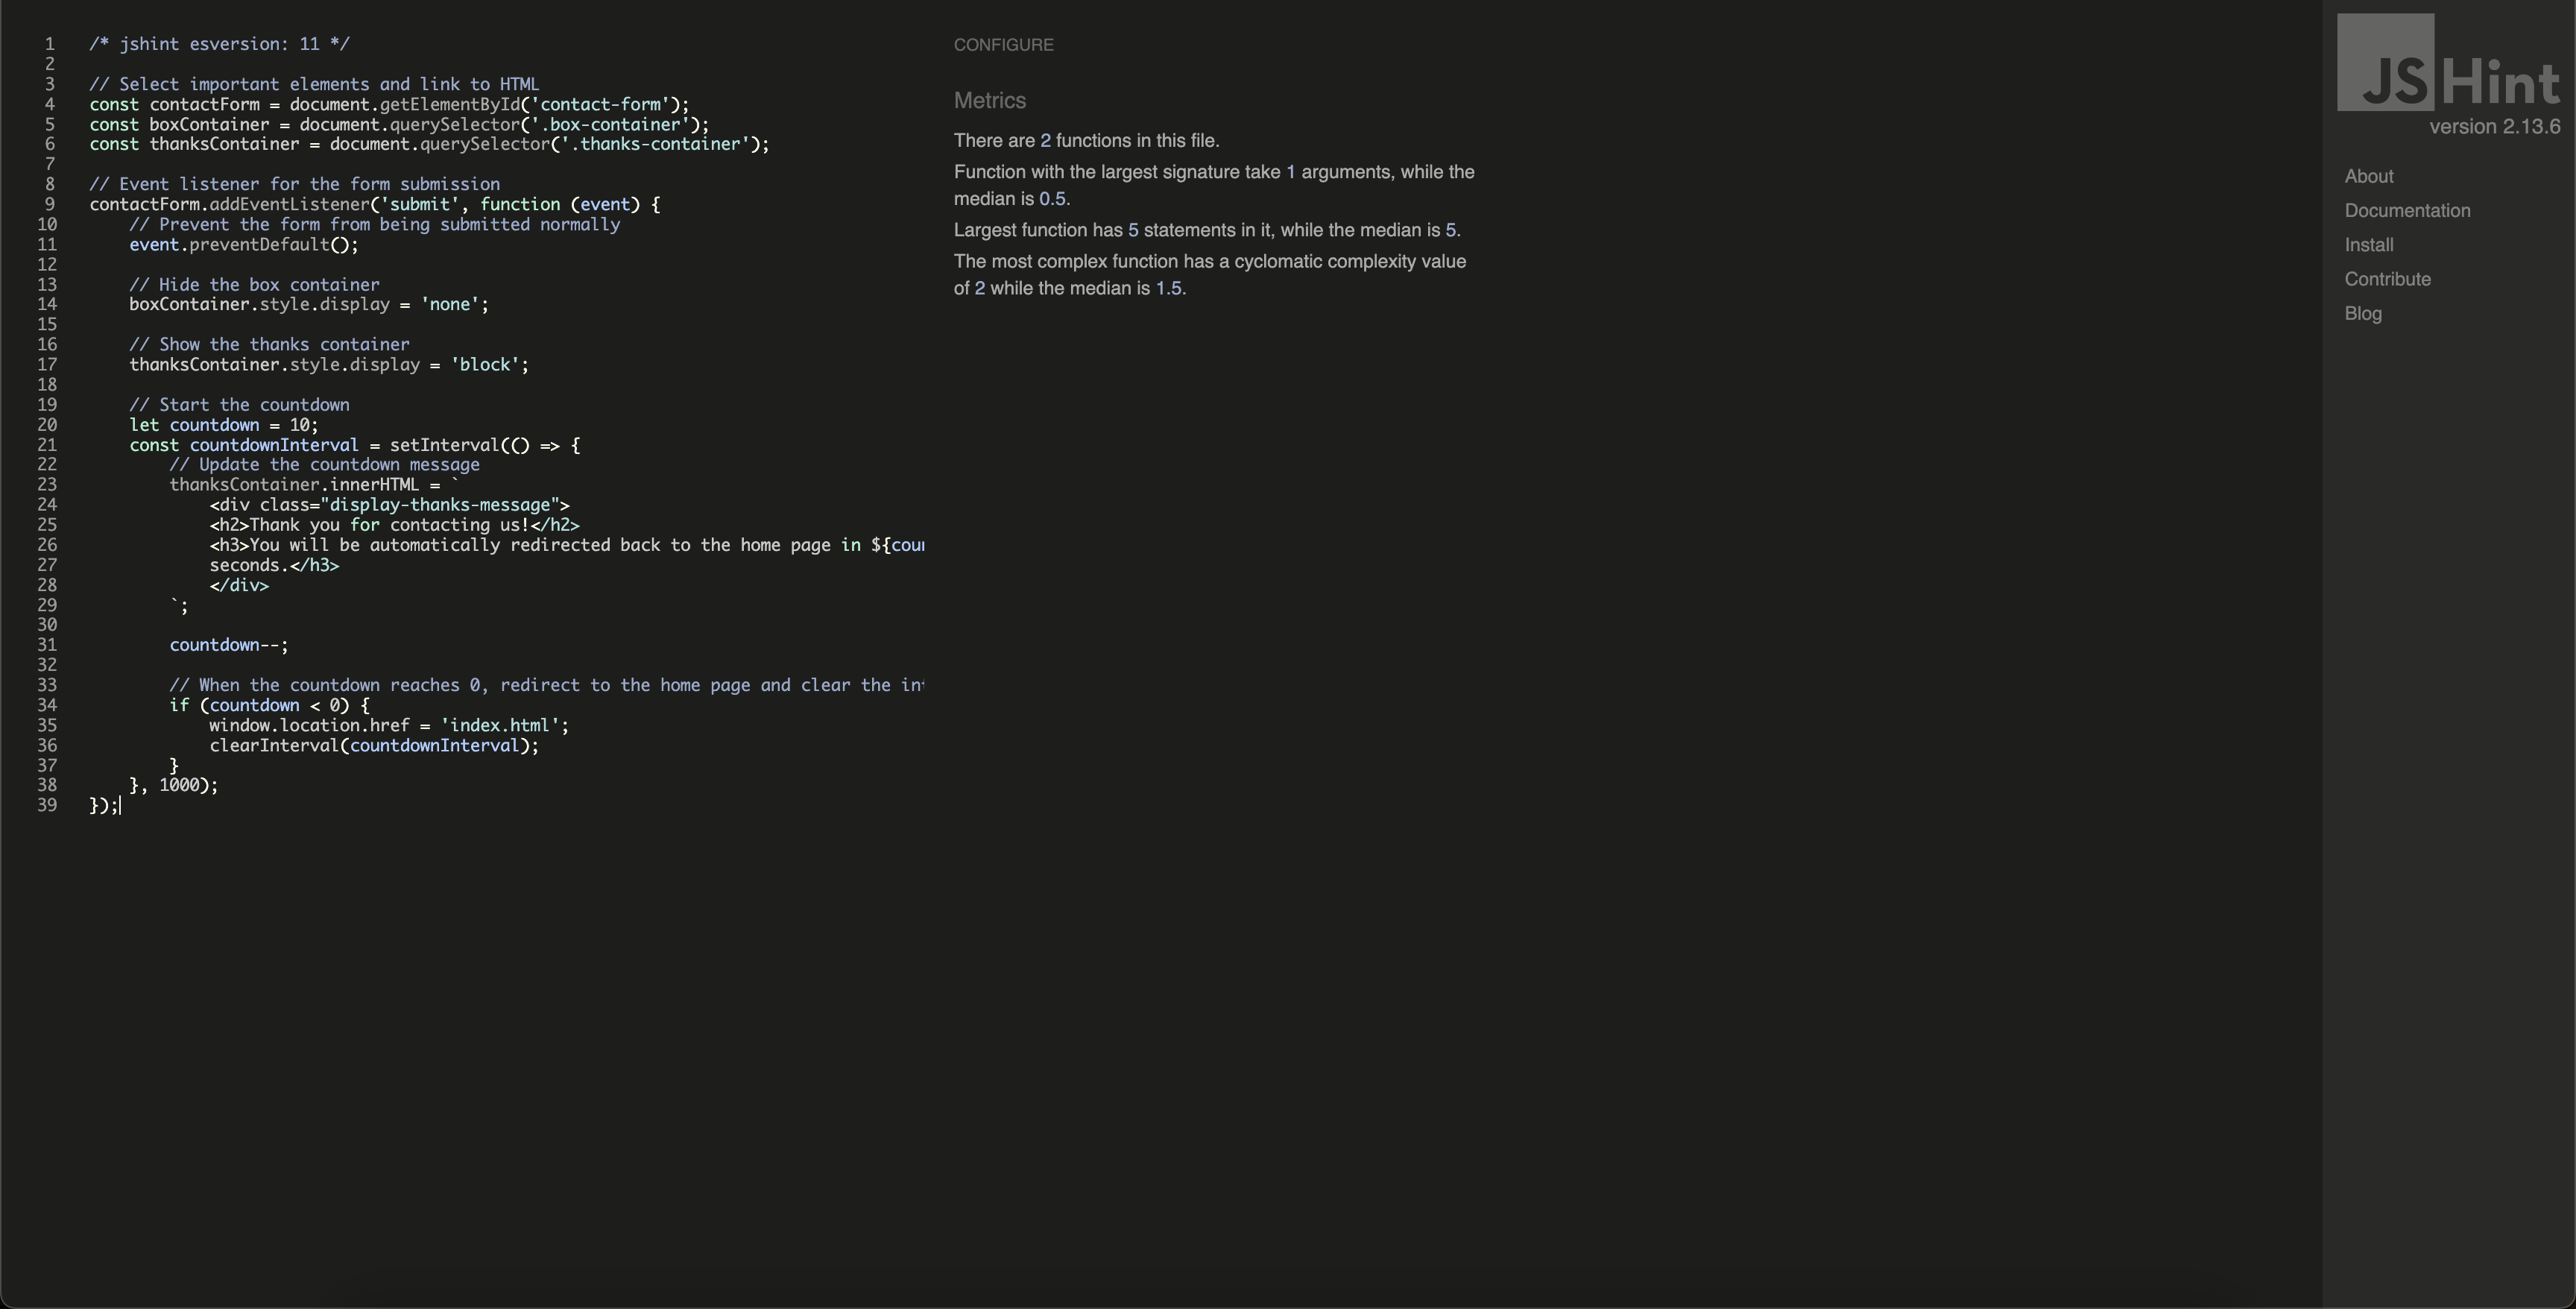 1 /* jshint esversion: 11 */
2
3 // Select important elements and link to HTML
4 const contactForm = document.getElementById('contact-form');
5 const boxContainer = document.querySelector('.box-container');
6 const thanksContainer = document.querySelector('.thanks-container');
7
8 // Event listener for the form submission
9 contactForm.addEventListener('submit', function (event) {
10     // Prevent the form from being submitted normally
11     event.preventDefault();
12
13     // Hide the box container
14     boxContainer.style.display = 'none';
15
16     // Show the thanks container
17     thanksContainer.style.display = 'block';
18
19     // Start the countdown
20     let countdown = 10;
21     const countdownInterval = setInterval(() => {
22         // Update the countdown message
23         thanksContainer.innerHTML = `
24             <div class="display-thanks-message">
25             <h2>Thank you for contacting us!</h2>
26             <h3>You will be automatically redirected back to the home page in ${cou
27             seconds.</h3>
28             </div>
29         `;
30
31         countdown--;
32
33         // When the countdown reaches 0, redirect to the home page and clear the in
34         if (countdown < 0) {
35             window.location.href = 'index.html';
36             clearInterval(countdownInterval);
37         }
38     }, 1000);
39 });
CONFIGURE
Metrics
There are 2 functions in this file.
Function with the largest signature take 1 arguments, while the
median is 0.5.
Largest function has 5 statements in it, while the median is 5.
The most complex function has a cyclomatic complexity value
of 2 while the median is 1.5.
JSHint
version 2.13.6
About
Documentation
Install
Contribute
Blog